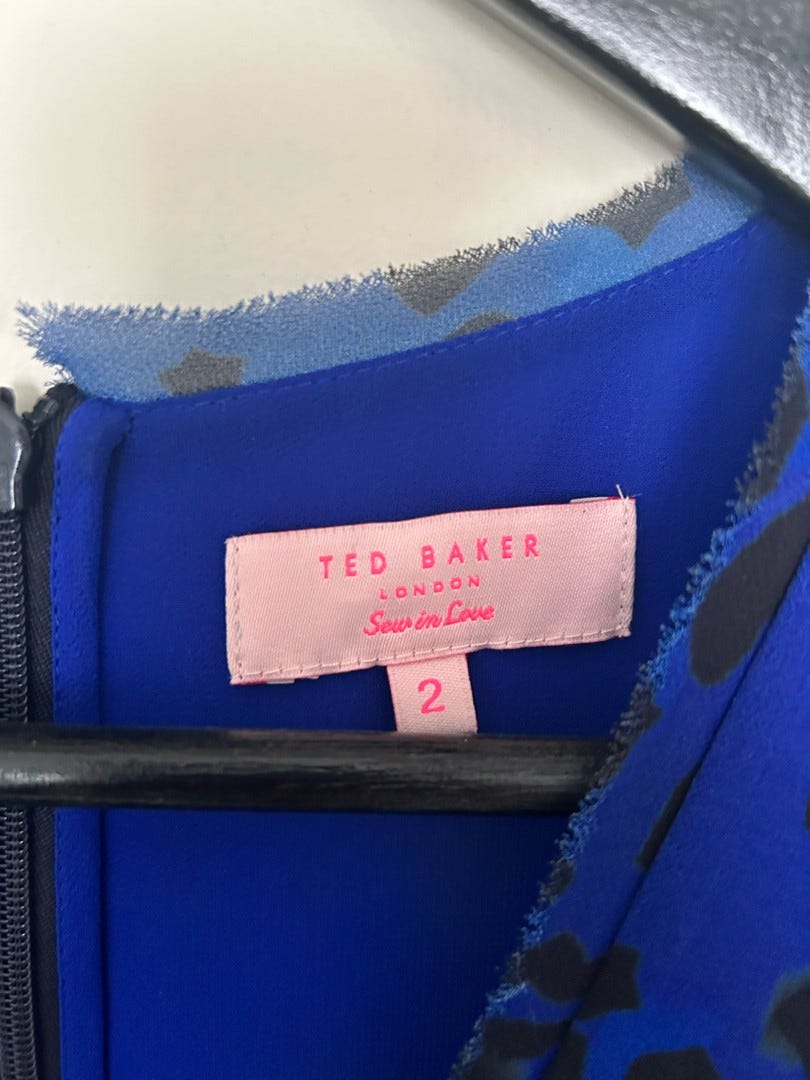 TED BAKER
LONDON
Sew in Love
2